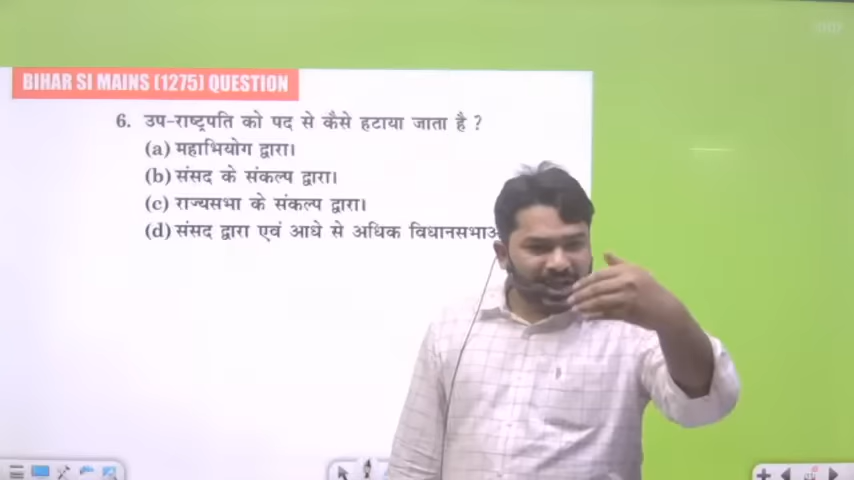 BIHAR SI MAINS (1275) QUESTION
6. उप-राष्ट्रपति को पद से कैसे हटाया जाता है ?
(a) महाभियोग द्वारा।
(b) संसद के संकल्प द्वारा।
(c) राज्यसभा के संकल्प द्वारा।
(d) संसद द्वारा एवं आधे से अधिक